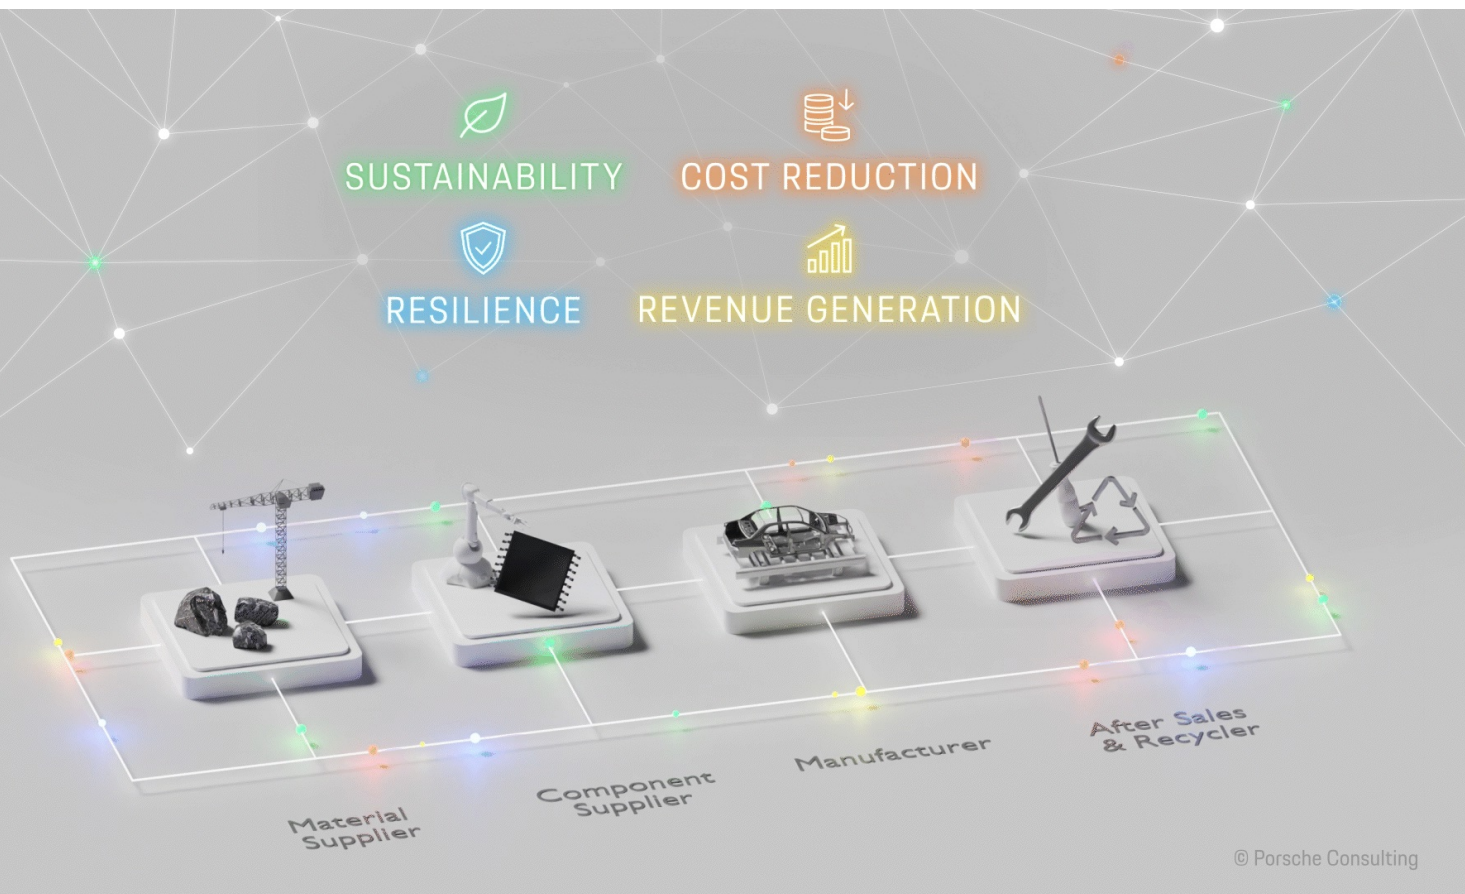 SUSTAINABILITY
COST REDUCTION
RESILIENCE
REVENUE GENERATION
Material
Supplier
Component
Supplier
Manufacturer
After Sales
& Recycler
© Porsche Consulting